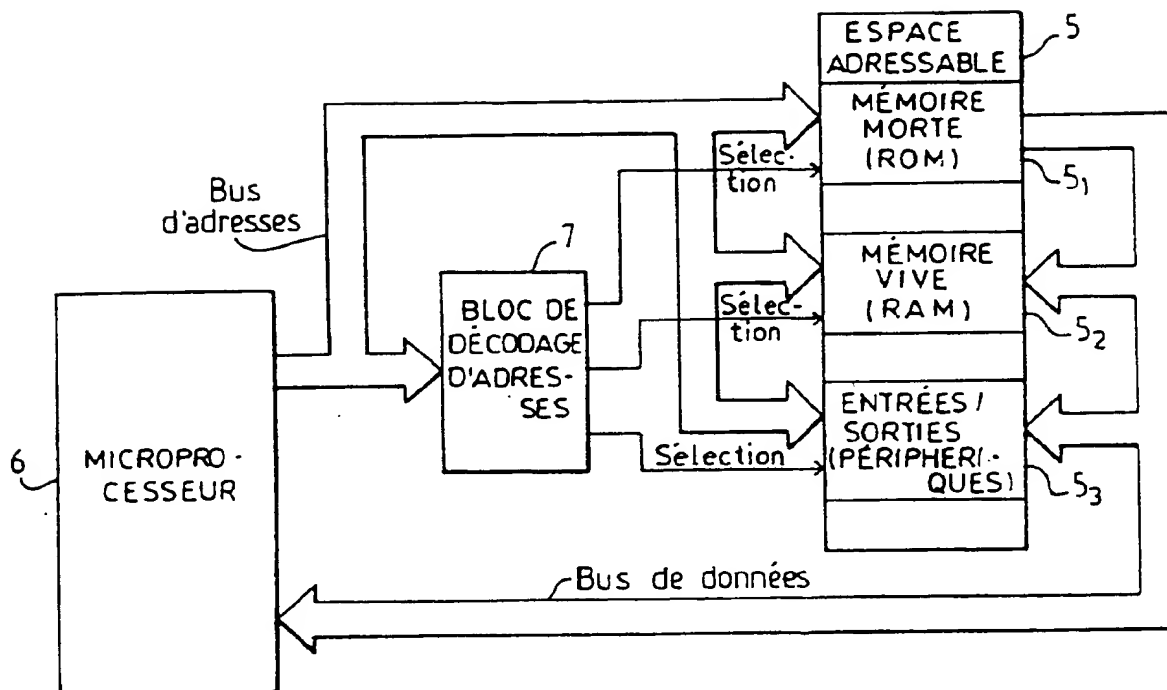 ESPACE
ADRESSABLE
5
MÉMOIRE
MORTE
(ROM)
5₁
Sélec-
tion
Bus
d'adresses
7
BLOC DE
DÉCODAGE
D'ADRES-
SES
MÉMOIRE
VIVE
(RAM)
5₂
Sélec-
tion
ENTRÉES /
SORTIES
(PÉRIPHERI-
QUES)
5₃
Sélection
6
MICROPRO-
CESSEUR
Bus de données